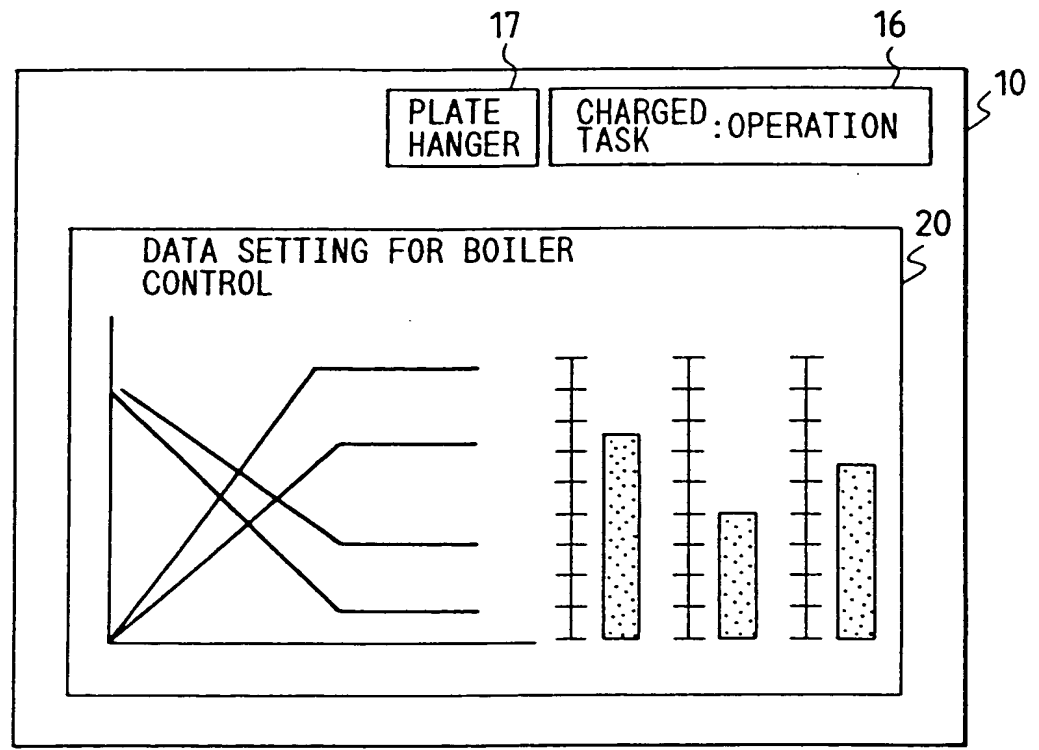 17
16
10
PLATE
HANGER
CHARGED
TASK
:OPERATION
20
DATA SETTING FOR BOILER
CONTROL